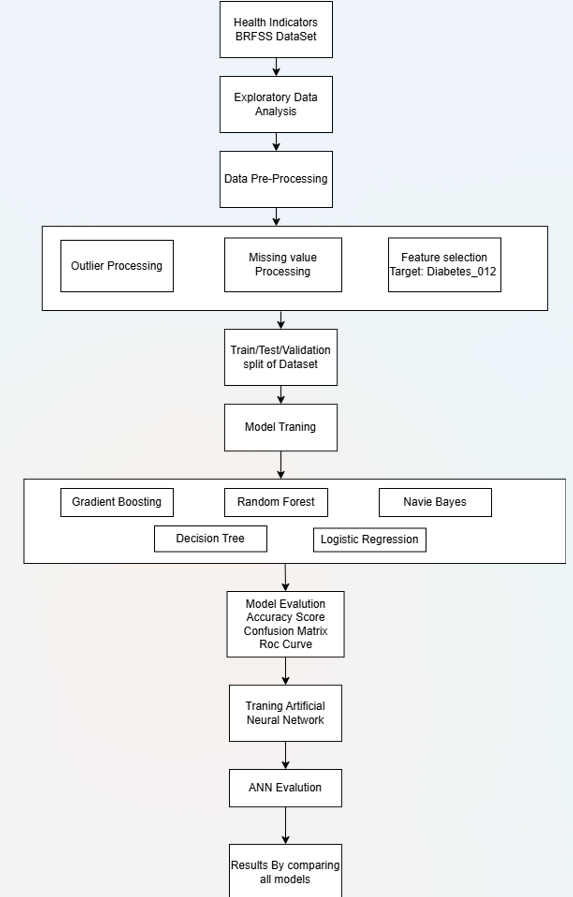 Health Indicators
BRFSS DataSet
Exploratory Data
Analysis
Data Pre-Processing
Outlier Processing
Missing value
Processing
Feature selection
Target: Diabetes_012
Train/Test/Validation
split of Dataset
Model Traning
Gradient Boosting
Random Forest
Navie Bayes
Decision Tree
Logistic Regression
Model Evalution
Accuracy Score
Confusion Matrix
Roc Curve
Traning Artificial
Neural Network
ANN Evalution
Results By comparing
all models